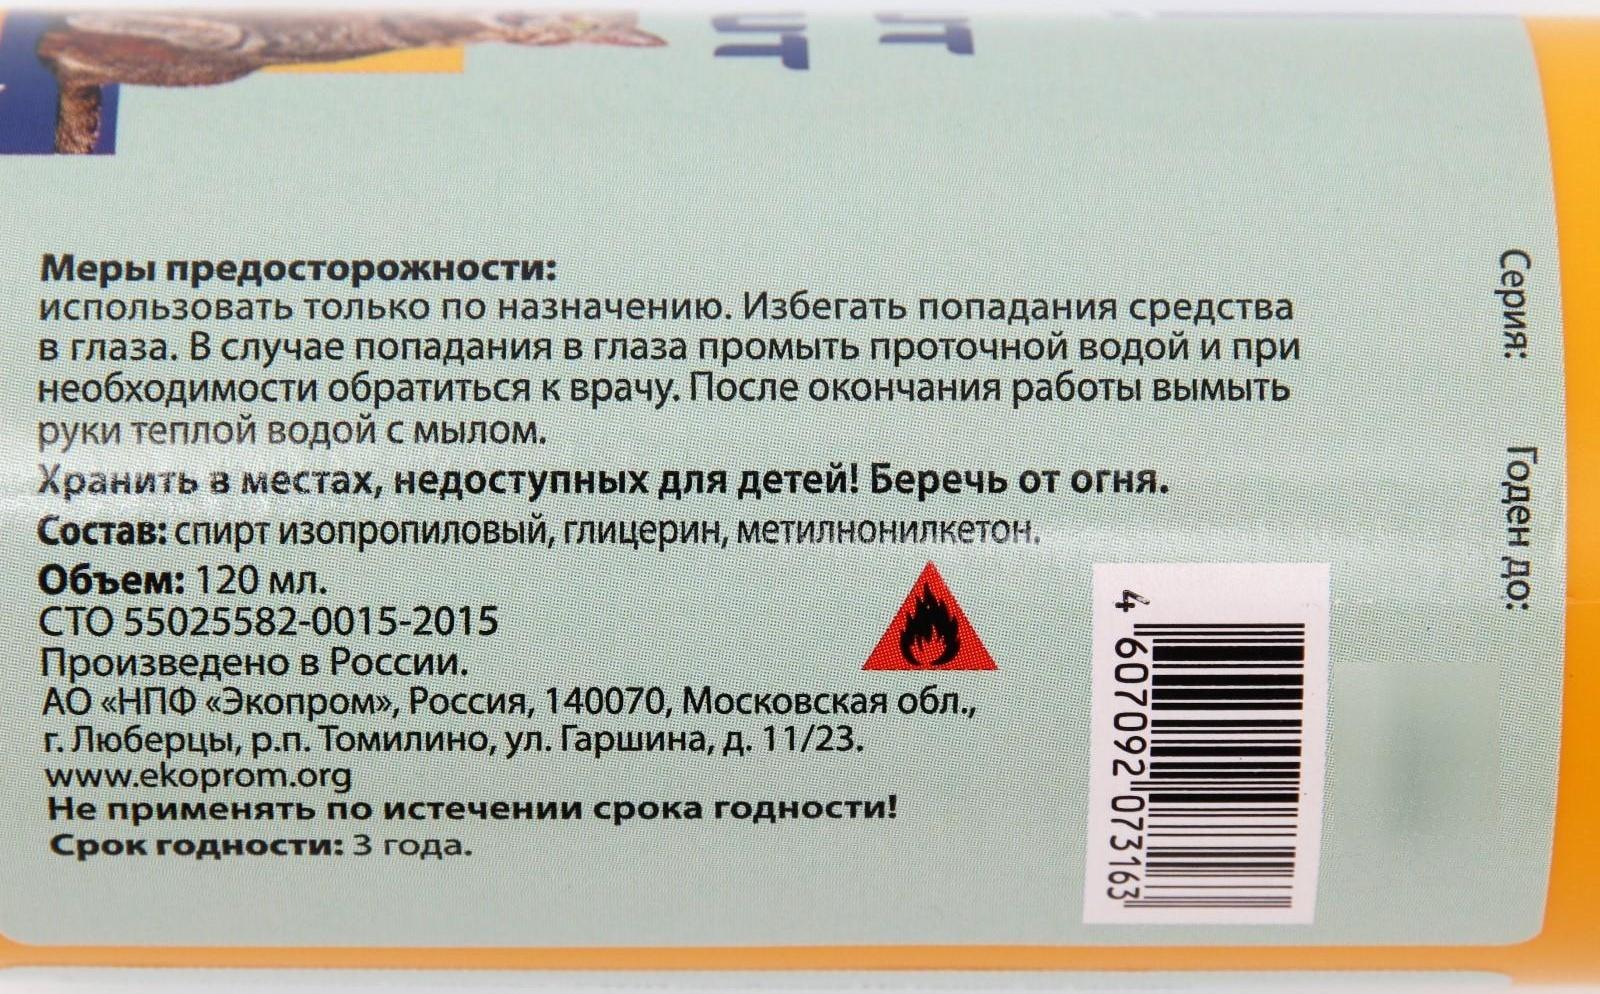 UT
UT
Меры предосторожности:
использовать только по назначению. Избегать попадания средства
в глаза. В случае попадания в глаза промыть проточной водой и при
необходимости обратиться к врачу. После окончания работы вымыть
руки теплой водой с мылом.
Хранить в местах, недоступных для детей! Беречь от огня.
Состав: спирт изопропиловый, глицерин, метилнонилкетон.
Объем: 120 мл.
СТО 55025582-0015-2015
Произведено в России.
АО «НПФ «Экопром», Россия, 140070, Московская обл.,
г. Люберцы, р.п. Томилино, ул. Гаршина, д. 11/23.
www.ekoprom.org
Не применять по истечении срока годности!
Срок годности: 3 года.
4 607092 073163
Серия:
Годен до: